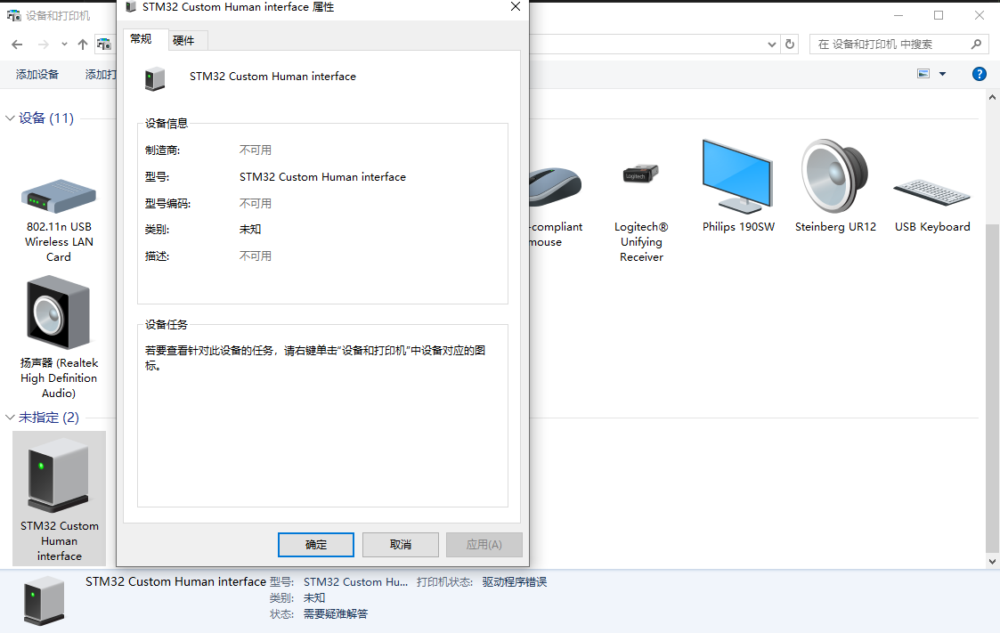 设备和打印机
STM32 Custom Human interface 属性
在 设备和打印机 中搜索
添加设备
添加打
常规
硬件
STM32 Custom Human interface
设备信息
制造商:
不可用
型号:
STM32 Custom Human interface
型号编码:
不可用
类别:
未知
描述:
不可用
设备任务
若要查看针对此设备的任务，请右键单击“设备和打印机”中设备对应的图
标。
确定
取消
应用(A)
设备 (11)
802.11n USB
Wireless LAN
Card
-compliant
mouse
Logitech
Logitech®
Unifying
Receiver
Philips 190SW
Steinberg UR12
USB Keyboard
扬声器 (Realtek
High Definition
Audio)
未指定 (2)
STM32 Custom
Human
interface
STM32 Custom Human interface
型号: STM32 Custom Hu... 打印机状态: 驱动程序错误
类别: 未知
状态: 需要疑难解答